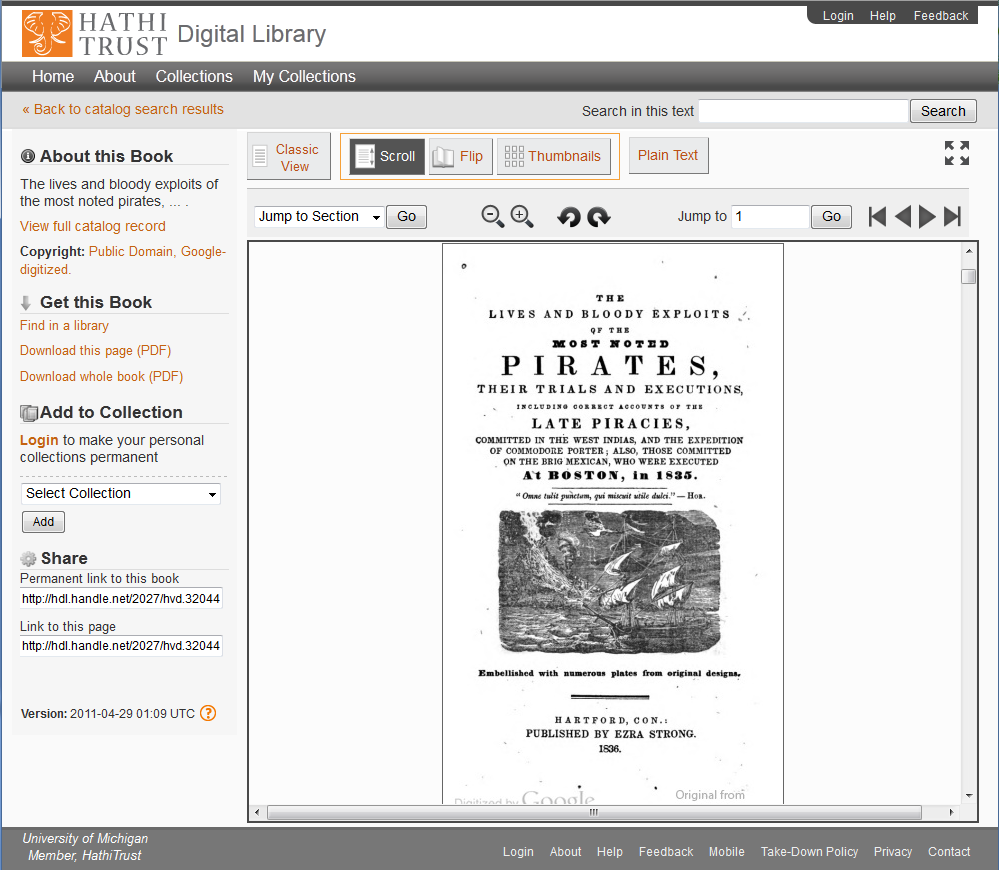 HATHI
TRUST Digital Library
Login Help Feedback
Home About Collections My Collections
« Back to catalog search results
Search in this text Search
About this Book
The lives and bloody exploits of
the most noted pirates, ... .
View full catalog record
Copyright: Public Domain, Google-
digitized.
Get this Book
Find in a library
Download this page (PDF)
Download whole book (PDF)
Add to Collection
Login to make your personal
collections permanent
Select Collection
Add
Share
Permanent link to this book
http://hdl.handle.net/2027/hvd.32044
Link to this page
http://hdl.handle.net/2027/hvd.32044
Version: 2011-04-29 01:09 UTC ?
Classic
View
Scroll Flip Thumbnails Plain Text
Jump to Section Go Jump to 1 Go
THE
LIVES AND BLOODY EXPLOITS
OF THE
MOST NOTED
PIRATES,
THEIR TRIALS AND EXECUTIONS,
INCLUDING CORRECT ACCOUNTS OF THE
LATE PIRACIES,
COMMITTED IN THE WEST INDIAS, AND THE EXPEDITION
OF COMMODORE PORTER; ALSO, THOSE COMMITTED
ON THE BRIG MEXICAN, WHO WERE EXECUTED
At BOSTON, in 1835.
"Omne tulit punctum, qui miscuit utile dulci."—HOR.
Embellished with numerous plates from original designs.
HARTFORD, CON.:
PUBLISHED BY EZRA STRONG.
1836.
Digitized by Google
Original from
University of Michigan
Member, HathiTrust
Login About Help Feedback Mobile Take-Down Policy Privacy Contact